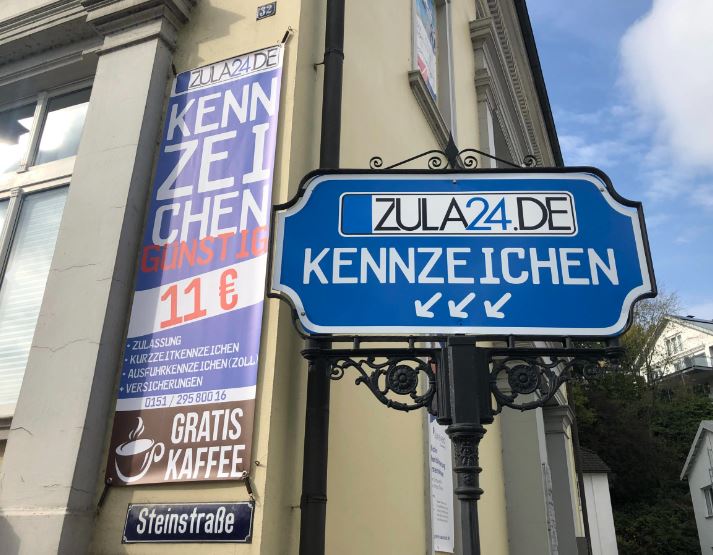 32
ZULA24.DE
KENN
ZEI
CHEN
GÜNSTIG
11 €
• ZULASSUNG
• KURZZEITKENNZEICHEN
• AUSFUHRKENNZEICHEN(ZOLL)
• VERSICHERUNGEN
0151 / 295 800 16
GRATIS
KAFFEE
Steinstraße
ZULA24.DE
KENNZEICHEN
↙↙↙